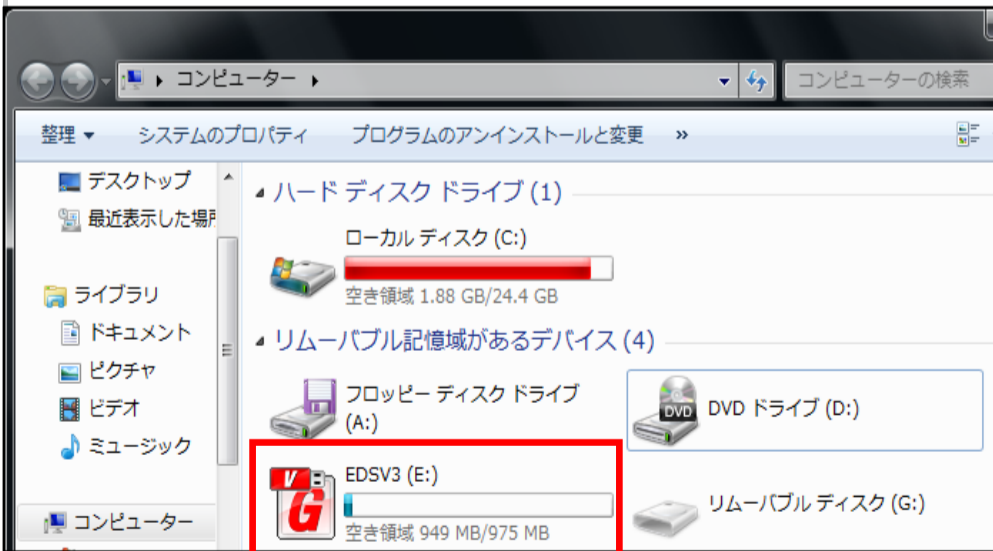 コンピューター
コンピューターの検索
整理
システムのプロパティ
プログラムのアンインストールと変更
»
デスクトップ
最近表示した場所
ライブラリ
ドキュメント
ピクチャ
ビデオ
ミュージック
コンピューター
ハード ディスク ドライブ (1)
ローカル ディスク (C:)
空き領域 1.88 GB/24.4 GB
リムーバブル記憶域があるデバイス (4)
フロッピー ディスク ドライブ
(A:)
DVD
DVD ドライブ (D:)
V
G
EDSV3 (E:)
空き領域 949 MB/975 MB
リムーバブル ディスク (G:)